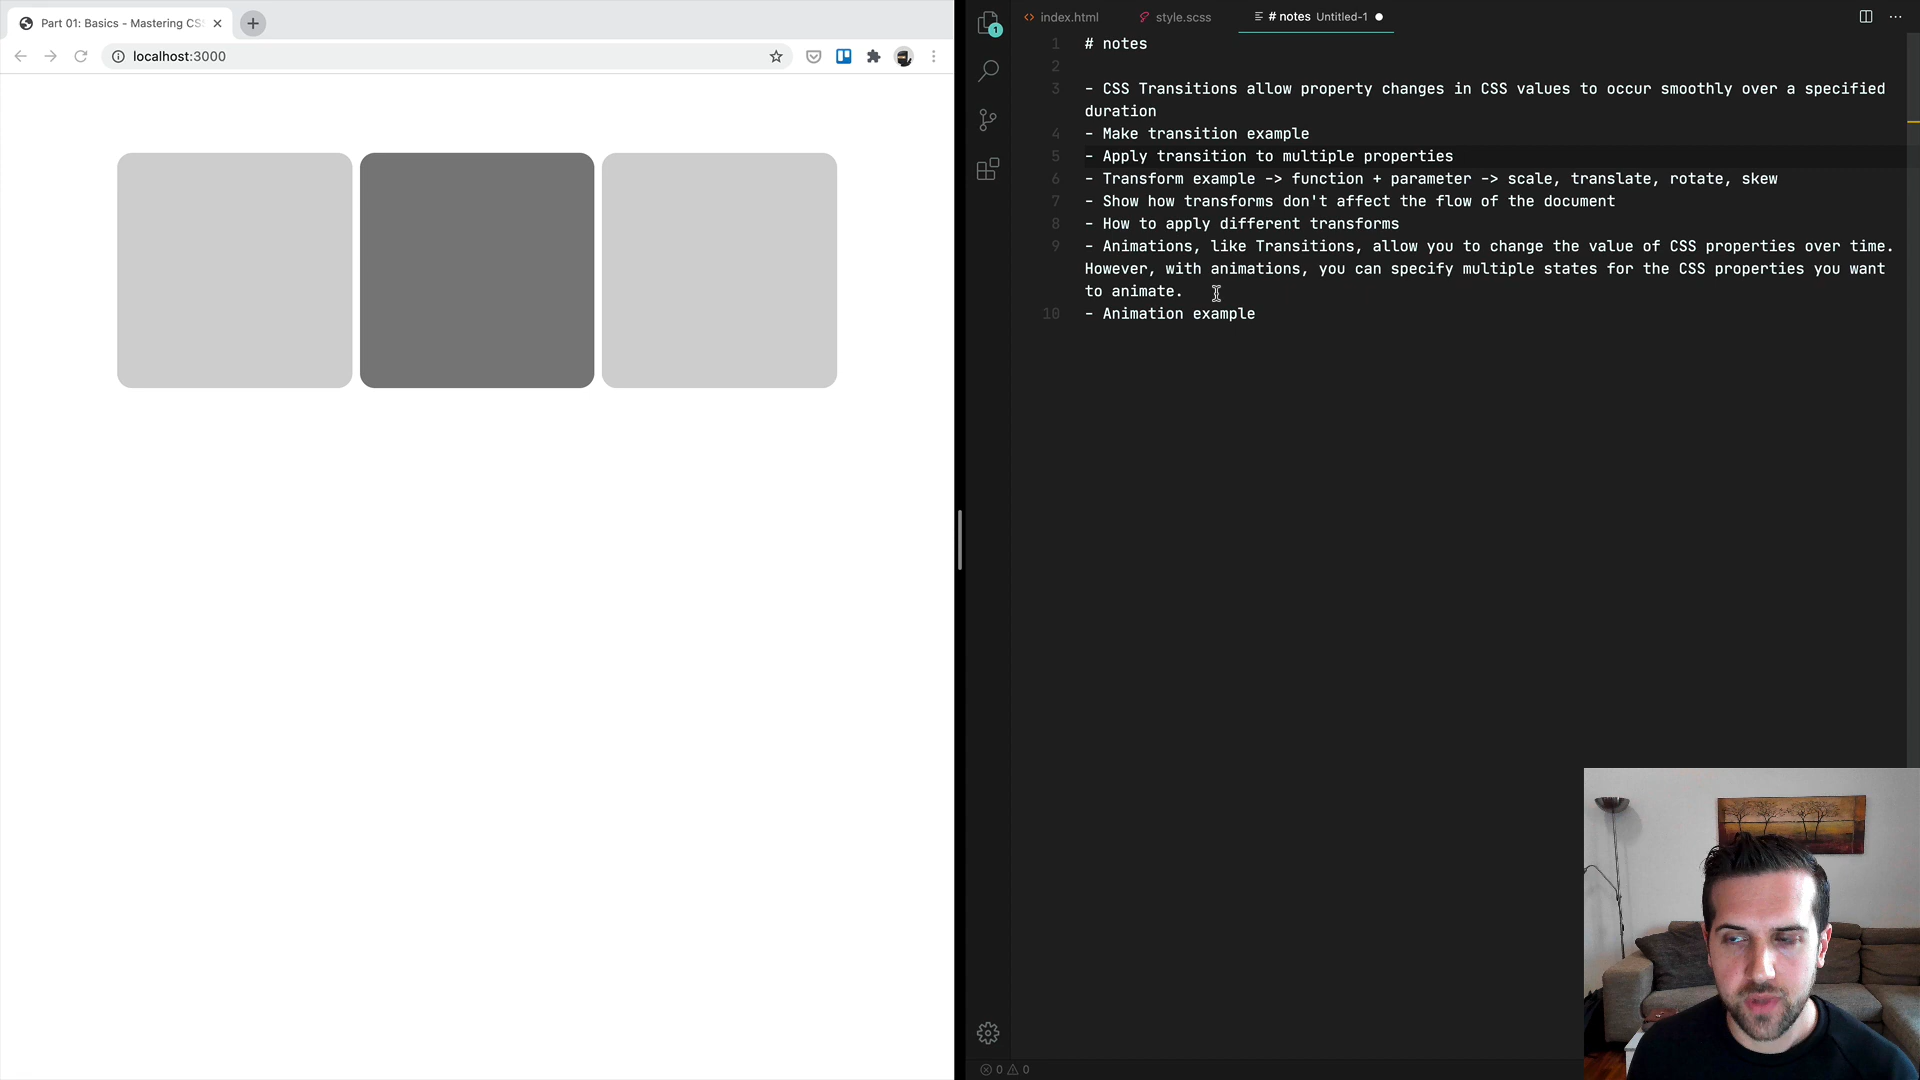 Part 01: Basics - Mastering CS
localhost:3000
1
index.html
style.scss
# notes Untitled-1
1 # notes
2
3 - CSS Transitions allow property changes in CSS values to occur smoothly over a specified
duration
4 - Make transition example
5 - Apply transition to multiple properties
6 - Transform example -> function + parameter -> scale, translate, rotate, skew
7 - Show how transforms don't affect the flow of the document
8 - How to apply different transforms
9 - Animations, like Transitions, allow you to change the value of CSS properties over time.
However, with animations, you can specify multiple states for the CSS properties you want
to animate.
10 - Animation example
0 0